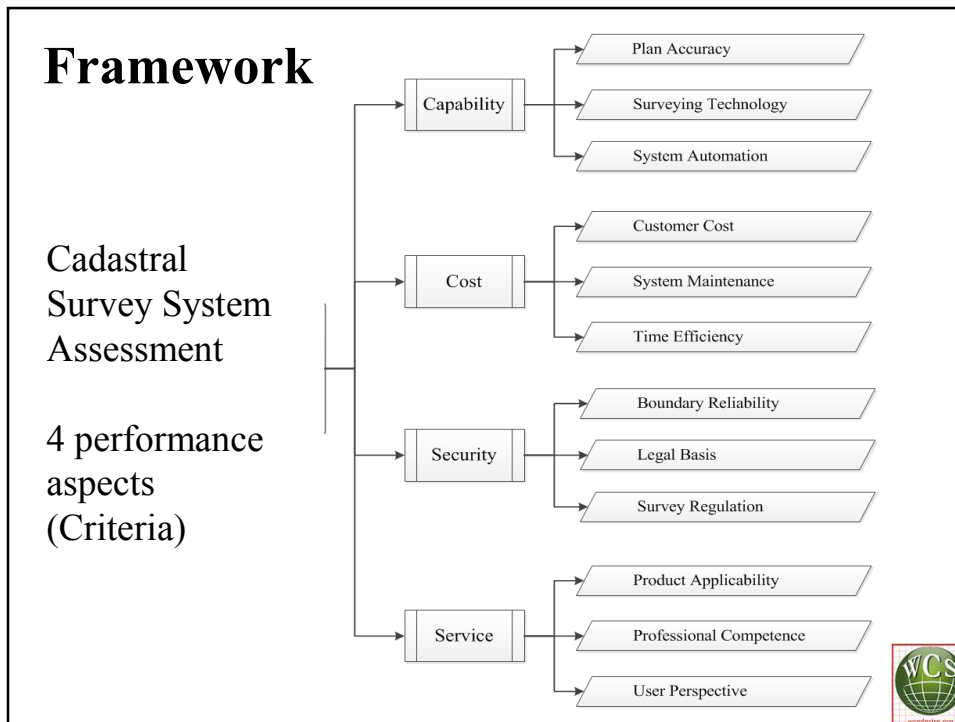 Framework
Cadastral
Survey System
Assessment
4 performance
aspects
(Criteria)
Capability
Plan Accuracy
Surveying Technology
System Automation
Cost
Customer Cost
System Maintenance
Time Efficiency
Security
Boundary Reliability
Legal Basis
Survey Regulation
Service
Product Applicability
Professional Competence
User Perspective
WCS